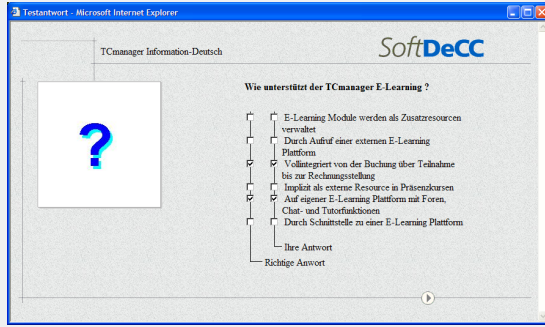 Testantwort - Microsoft Internet Explorer
TCmanager Information-Deutsch
SoftDeCC
Wie unterstützt der TCmanager E-Learning ?
E-Learning Module werden als Zusatzresourcen
verwaltet
Durch Aufruf einer externen E-Learning
Plattform
Vollintegriert von der Buchung über Teilnahme
bis zur Rechnungsstellung
Implizit als externe Resource in Präsenzkursen
Auf eigener E-Learning Plattform mit Foren,
Chat- und Tutorfunktionen
Durch Schnittstelle zu einer E-Learning Plattform
Ihre Antwort
Richtige Anwort
?